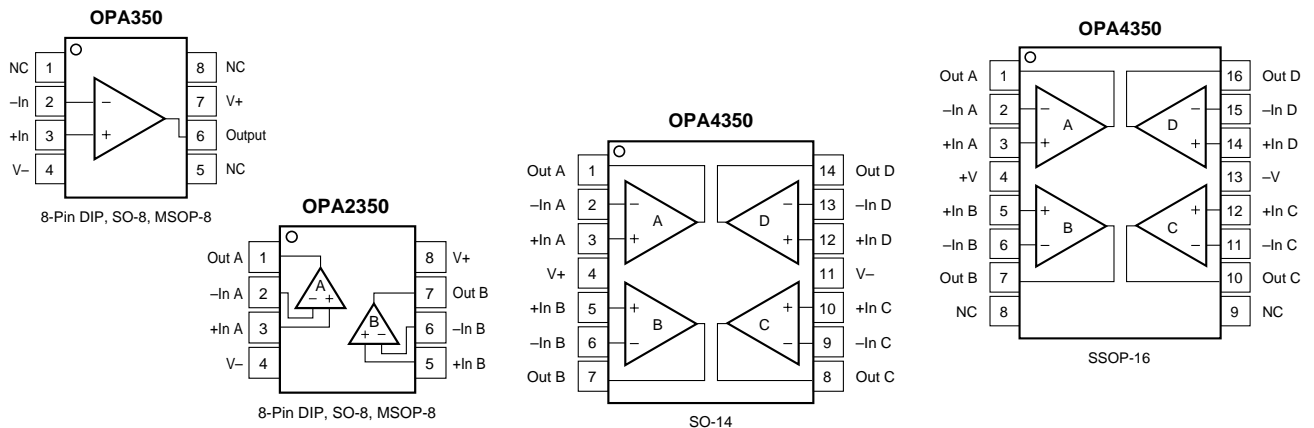 OPA350
NC 1 8 NC
–In 2 – 7 V+
+In 3 + 6 Output
V– 4 5 NC
8-Pin DIP, SO-8, MSOP-8
OPA2350
Out A 1 A 8 V+
–In A 2 – + 7 Out B
+In A 3 B 6 –In B
V– 4 + – 5 +In B
8-Pin DIP, SO-8, MSOP-8
OPA4350
Out A 1 14 Out D
–In A 2 – A D – 13 –In D
+In A 3 + + 12 +In D
V+ 4 11 V–
+In B 5 + + 10 +In C
–In B 6 – B C – 9 –In C
Out B 7 8 Out C
SO-14
OPA4350
Out A 1 16 Out D
–In A 2 – A D – 15 –In D
+In A 3 + + 14 +In D
+V 4 13 –V
+In B 5 + B C + 12 +In C
–In B 6 – – 11 –In C
Out B 7 10 Out C
NC 8 9 NC
SSOP-16